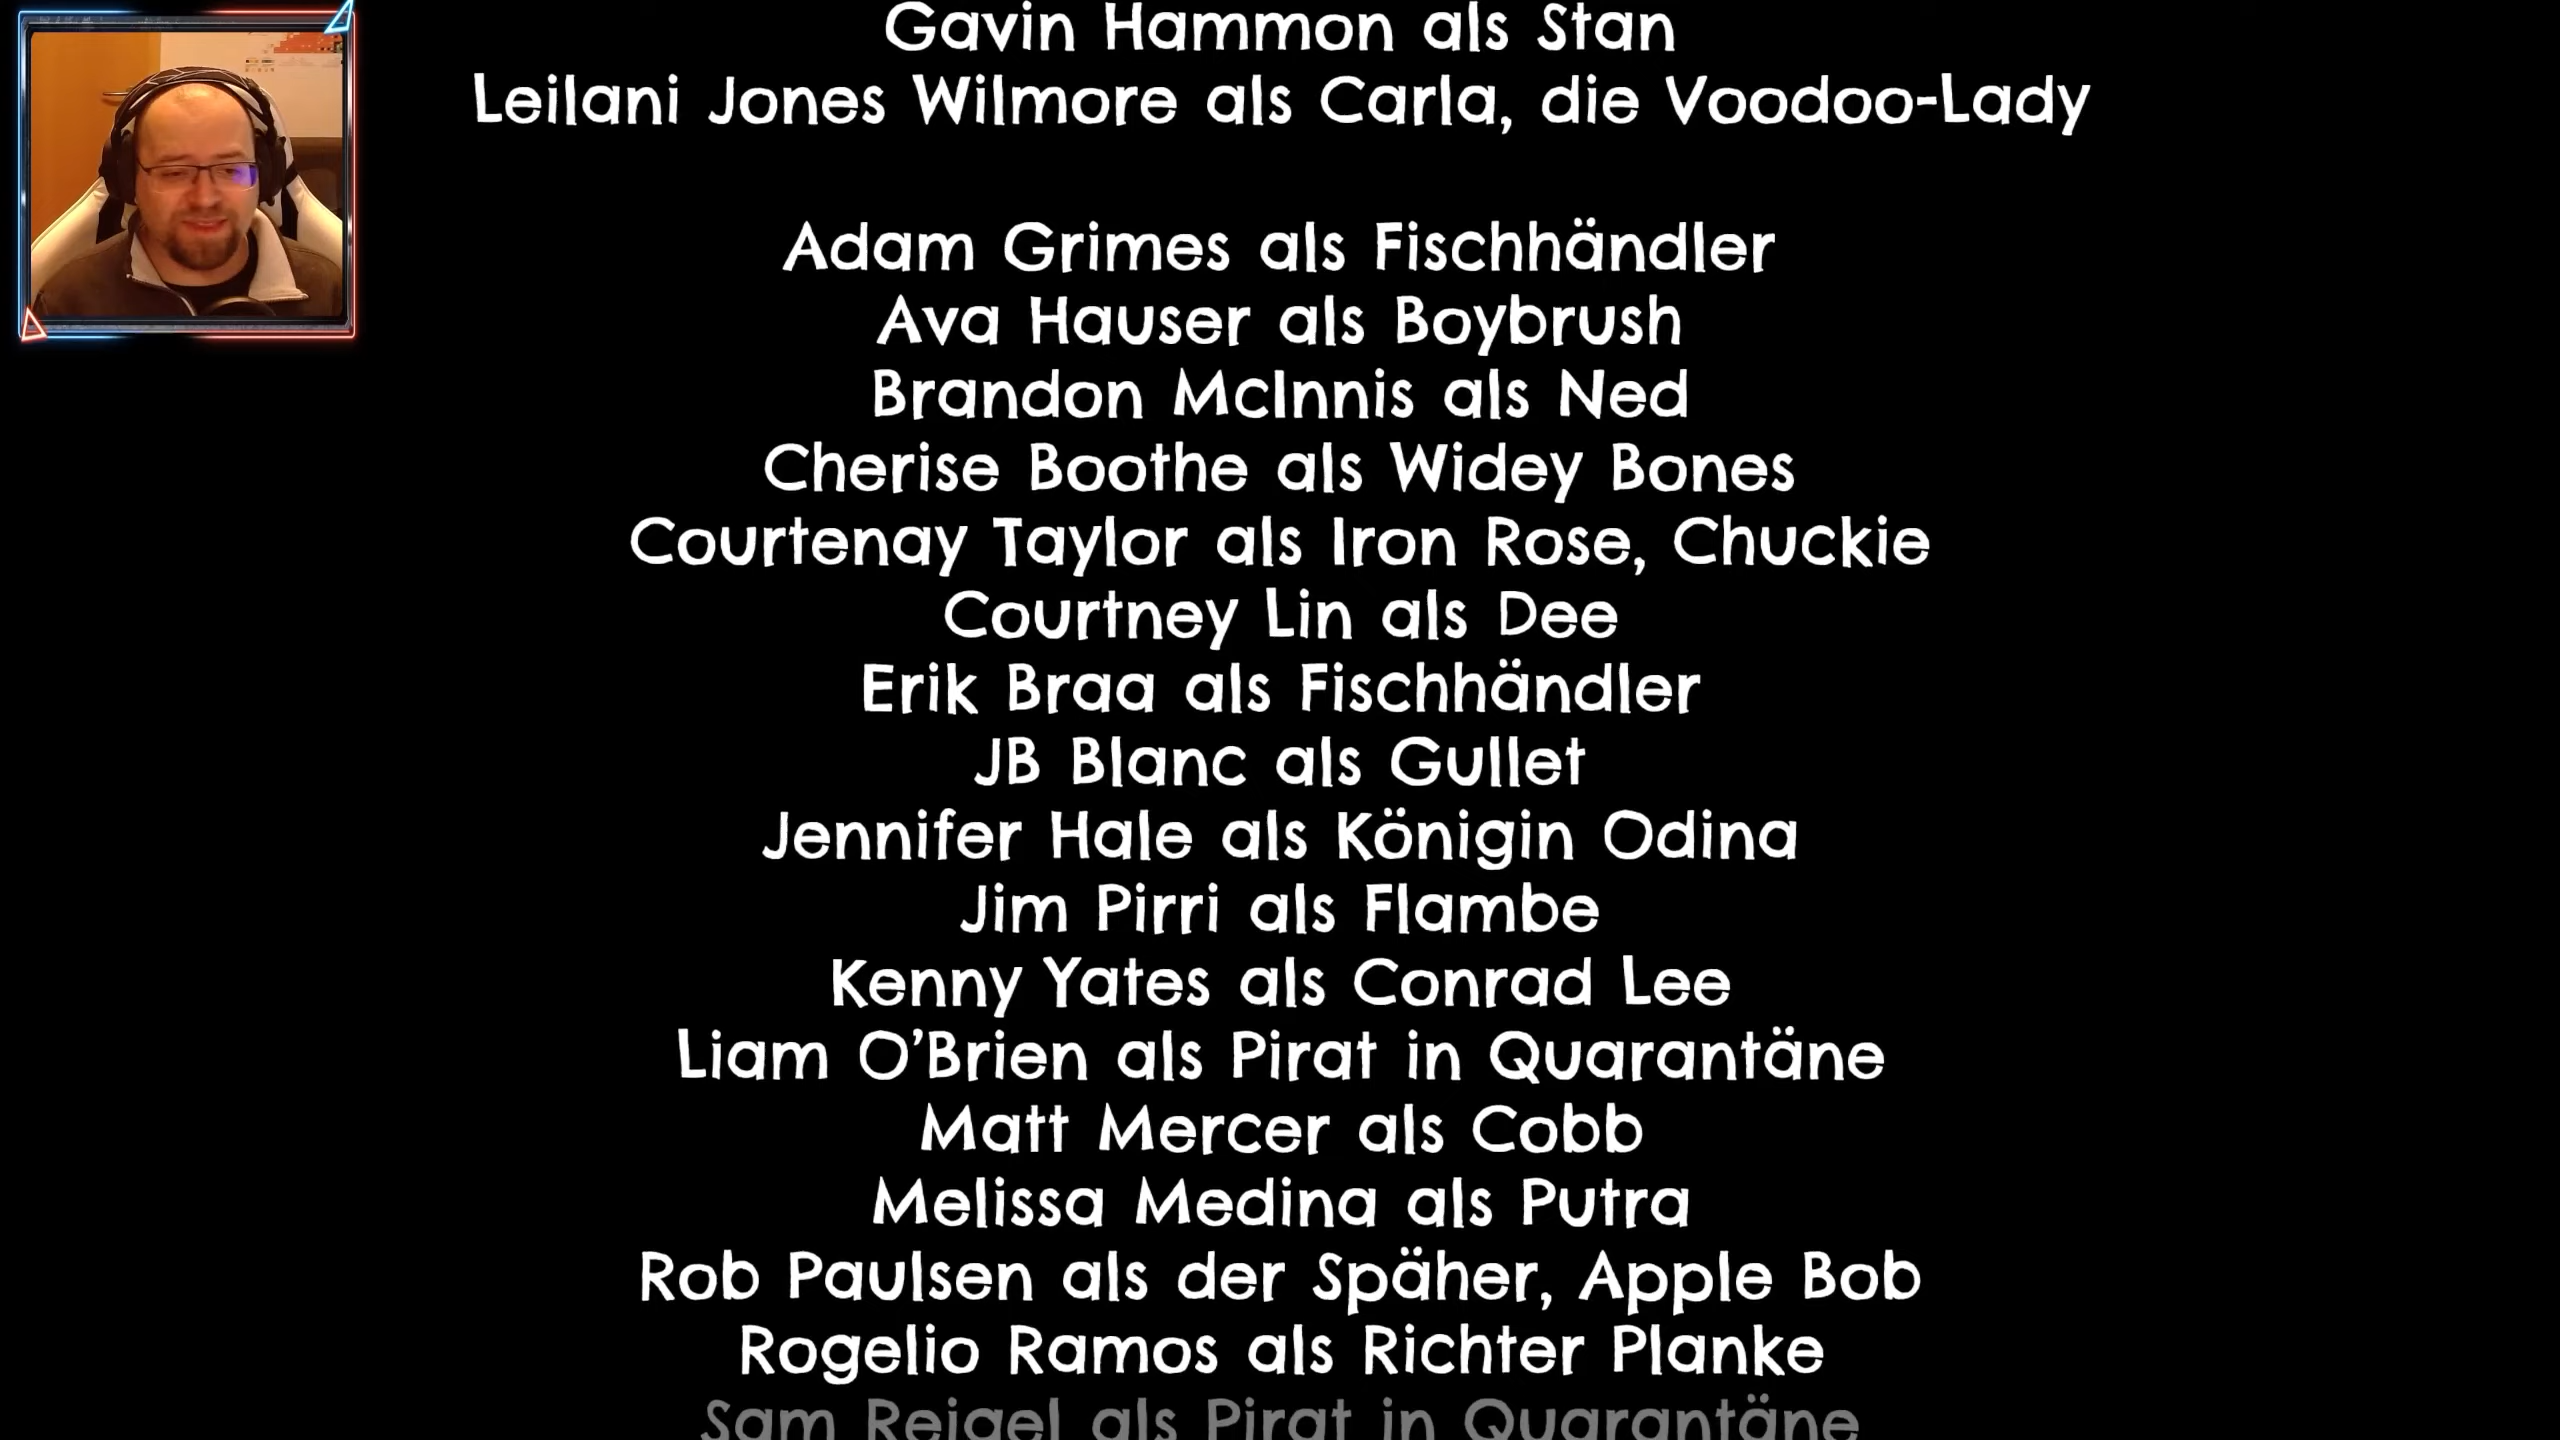 Gavin Hammon als Stan
Leilani Jones Wilmore als Carla, die Voodoo-Lady
Adam Grimes als Fischhändler
Ava Hauser als Boybrush
Brandon McInnis als Ned
Cherise Boothe als Widey Bones
Courtenay Taylor als Iron Rose, Chuckie
Courtney Lin als Dee
Erik Braa als Fischhändler
JB Blanc als Gullet
Jennifer Hale als Königin Odina
Jim Pirri als Flambe
Kenny Yates als Conrad Lee
Liam O’Brien als Pirat in Quarantäne
Matt Mercer als Cobb
Melissa Medina als Putra
Rob Paulsen als der Späher, Apple Bob
Rogelio Ramos als Richter Planke
Sam Reigel als Pirat in Quarantäne